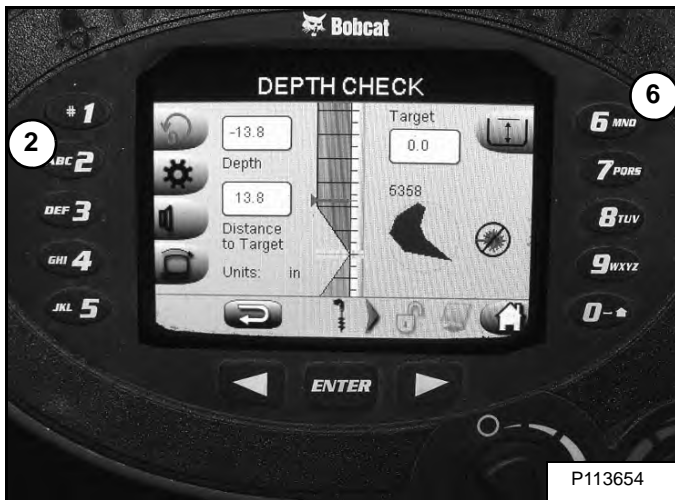 Bobcat
DEPTH CHECK
# 1
2
ABC 2
DEF 3
GHI 4
JKL 5
0
-13.8
Depth
13.8
Distance
to Target
Units: in
Target
0.0
5358
6
6 MNO
7 PQRS
8 TUV
9 WXYZ
0-
ENTER
P113654